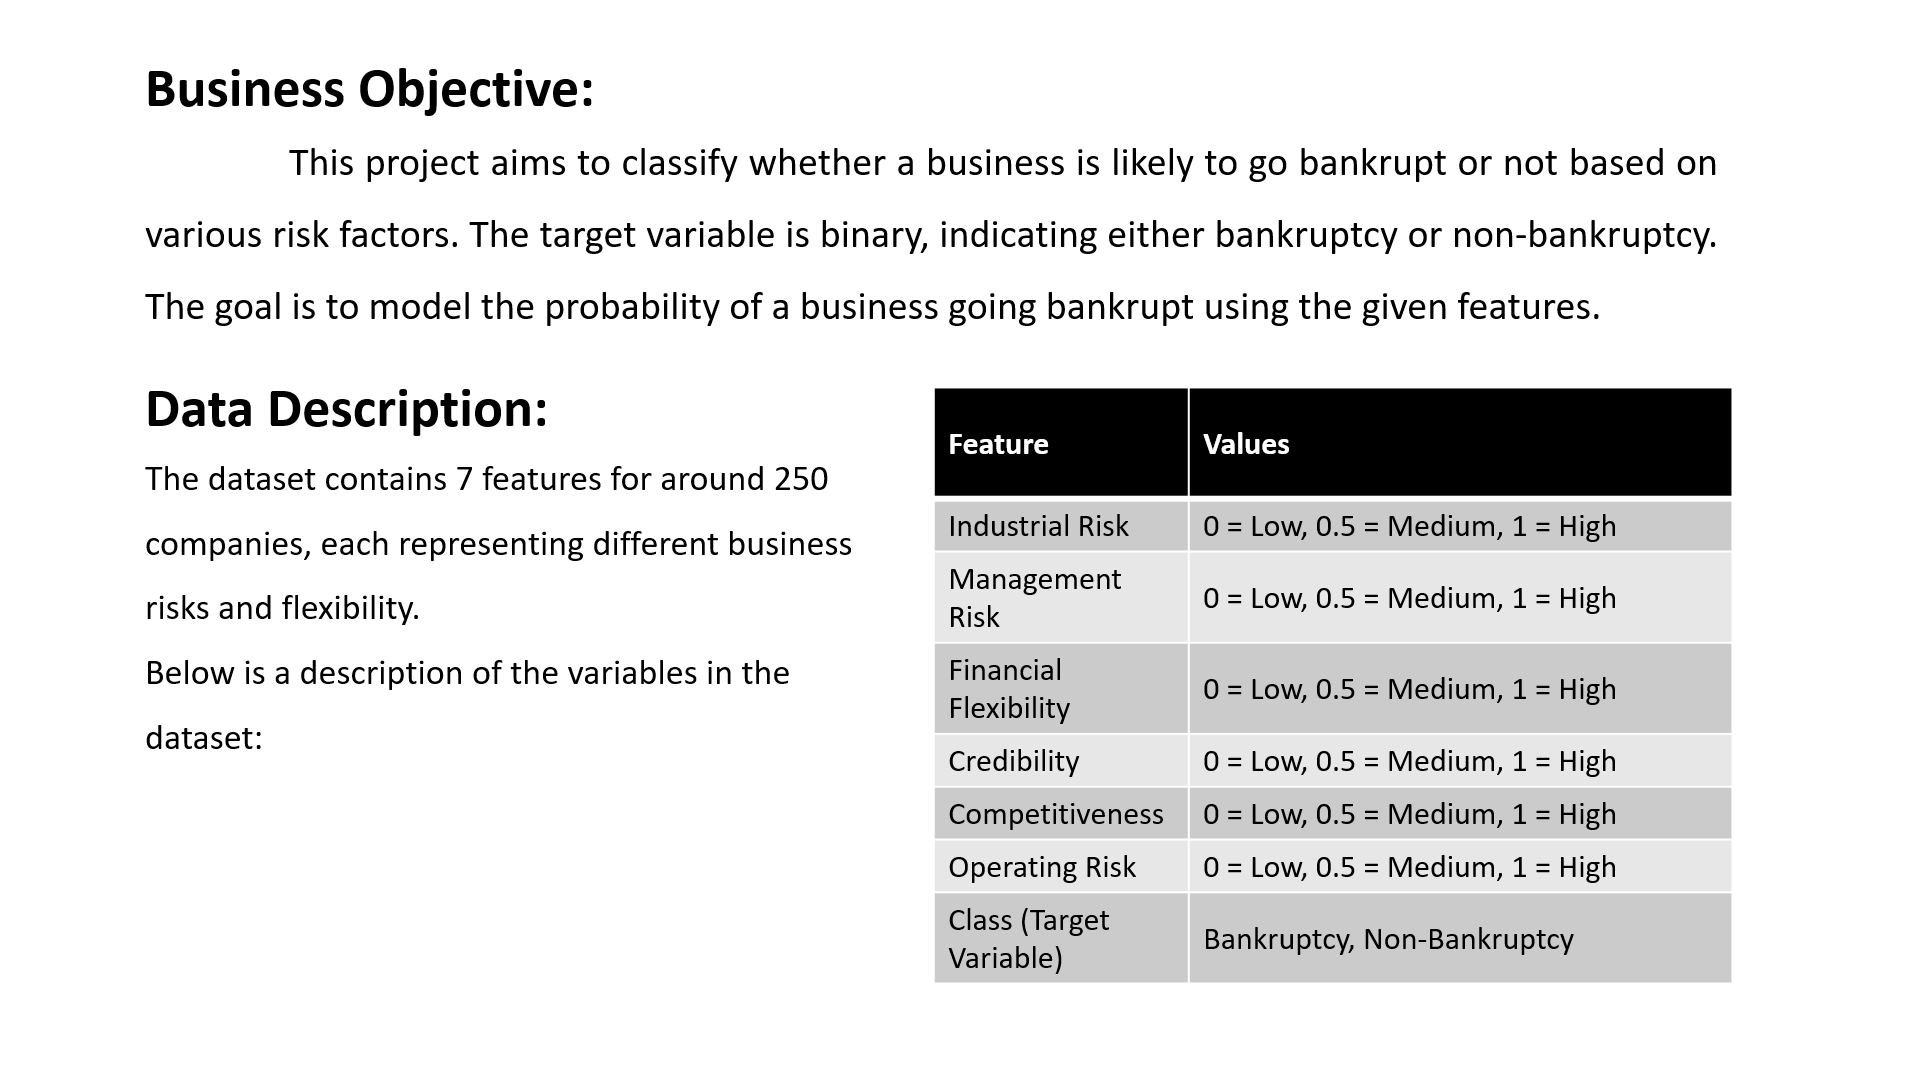 Business Objective:
This project aims to classify whether a business is likely to go bankrupt or not based on
various risk factors. The target variable is binary, indicating either bankruptcy or non-bankruptcy.
The goal is to model the probability of a business going bankrupt using the given features.
Data Description:
The dataset contains 7 features for around 250
companies, each representing different business
risks and flexibility.
Below is a description of the variables in the
dataset:
Feature Values
Industrial Risk 0 = Low, 0.5 = Medium, 1 = High
Management
Risk
0 = Low, 0.5 = Medium, 1 = High
Financial
Flexibility
0 = Low, 0.5 = Medium, 1 = High
Credibility 0 = Low, 0.5 = Medium, 1 = High
Competitiveness 0 = Low, 0.5 = Medium, 1 = High
Operating Risk 0 = Low, 0.5 = Medium, 1 = High
Class (Target
Variable)
Bankruptcy, Non-Bankruptcy